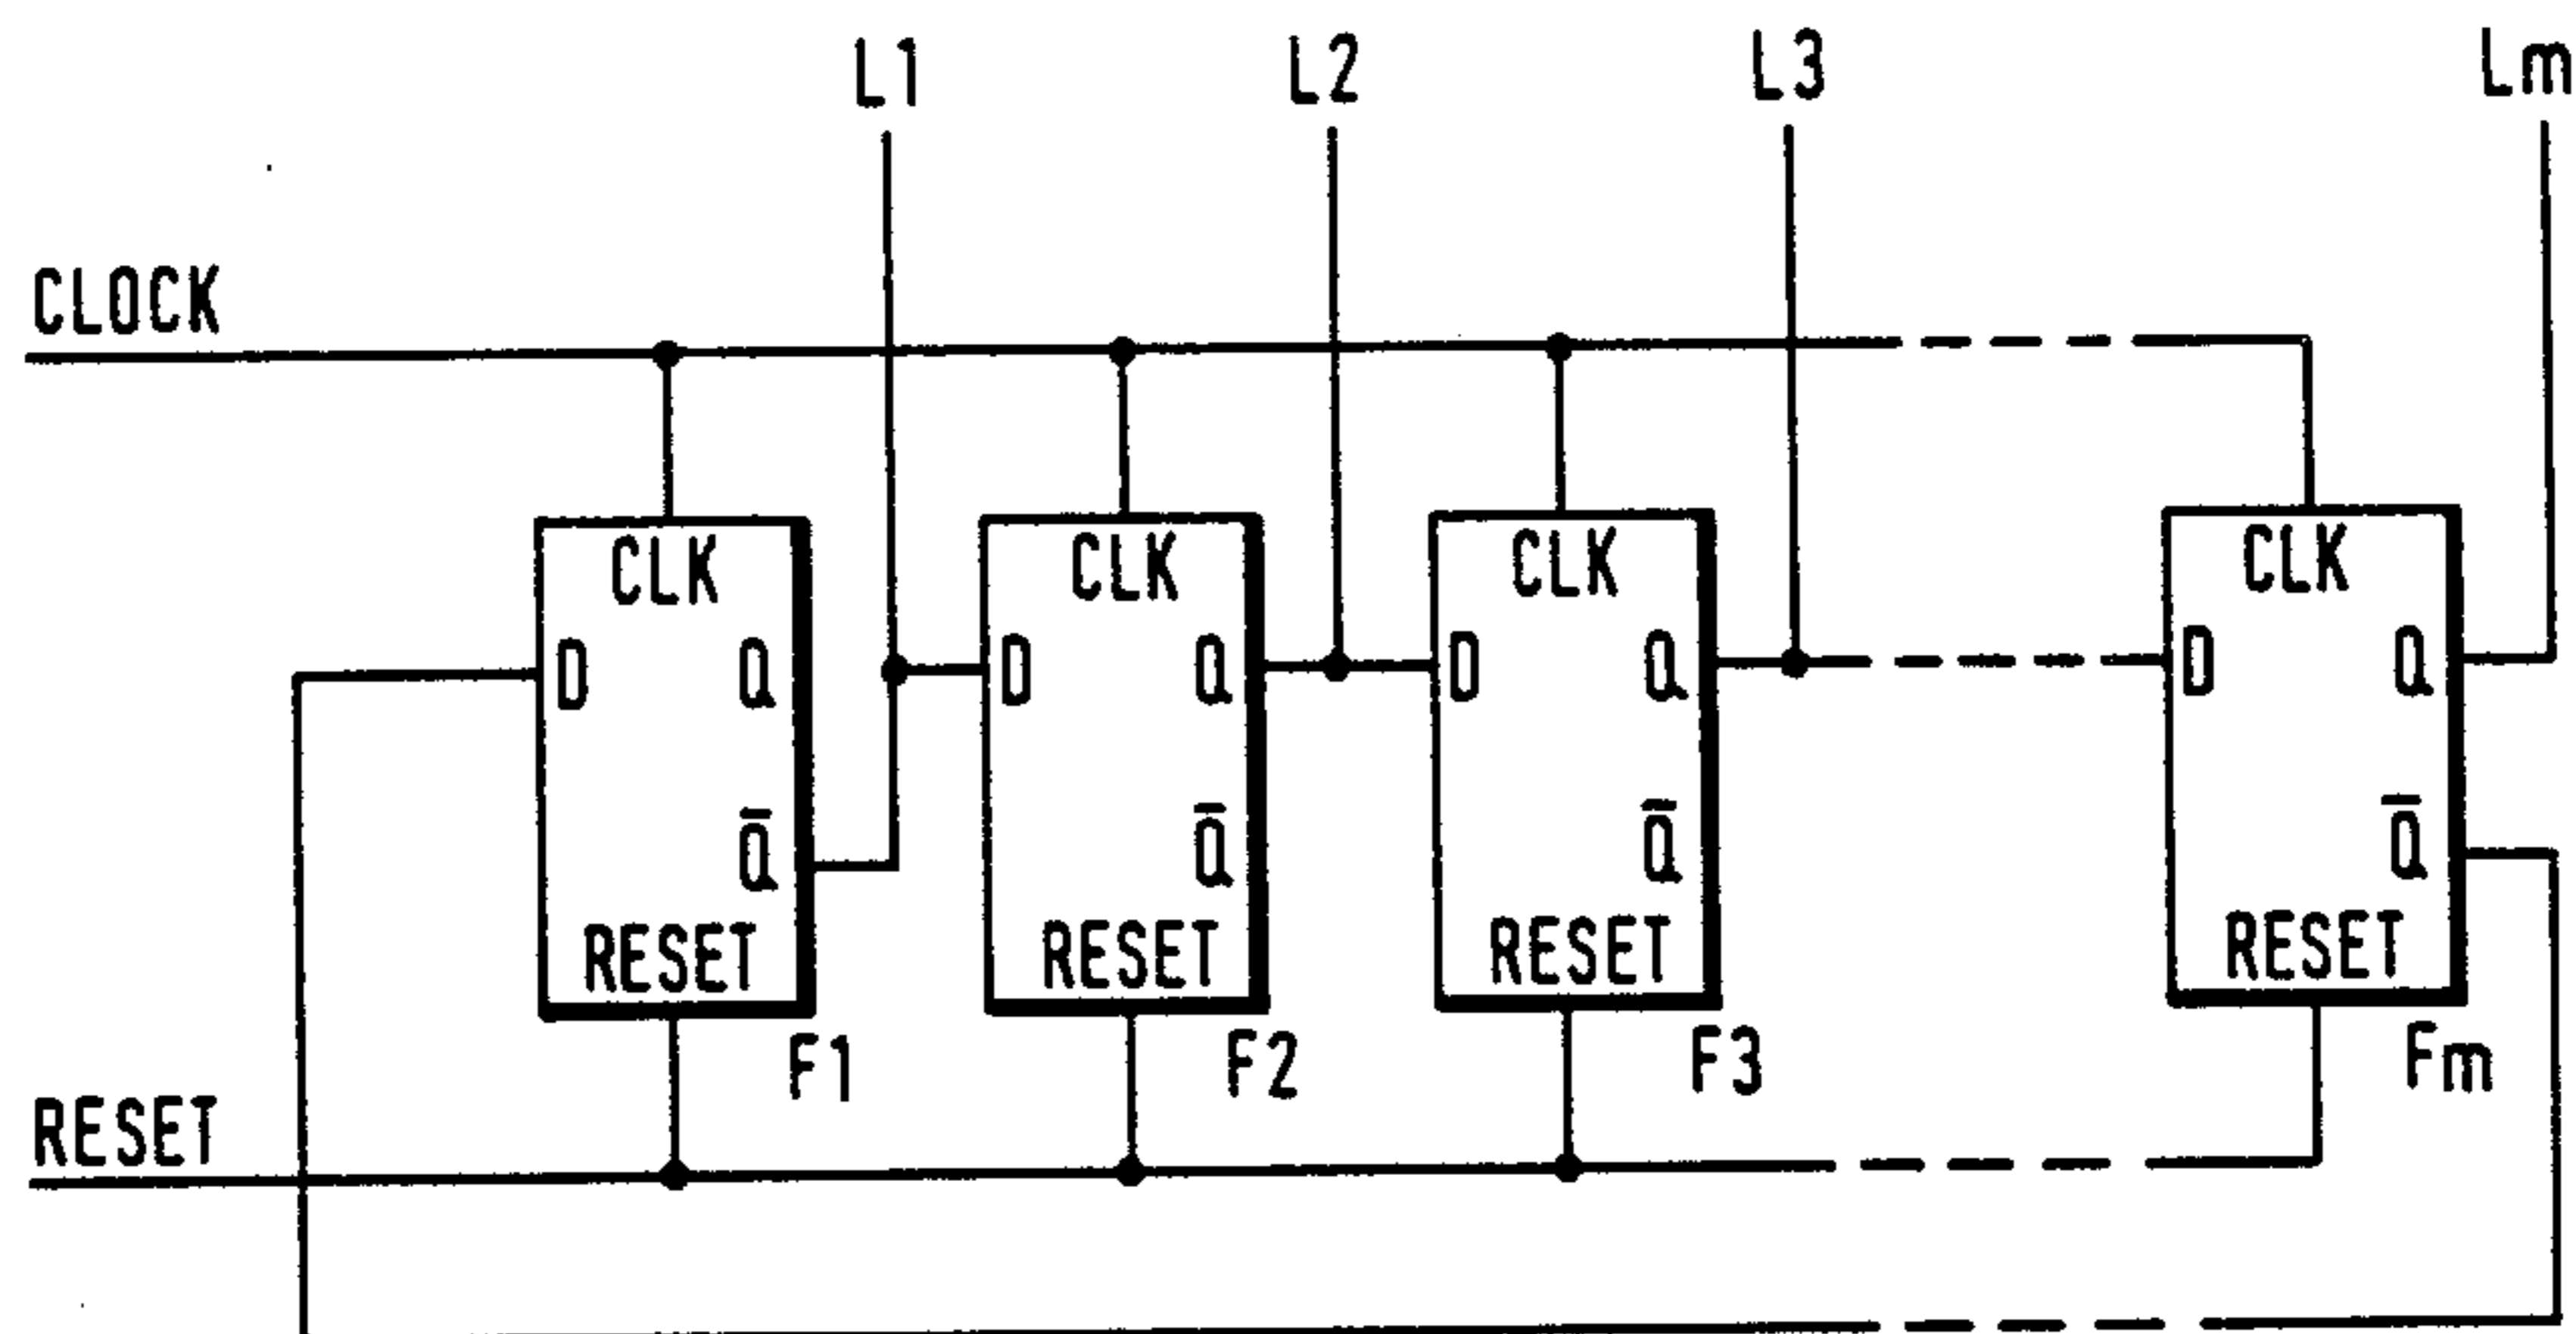 L1 L2 L3 Lm
CLOCK
CLK CLK CLK CLK
D Q D Q D Q D Q
Q̅ Q̅ Q̅ Q̅
RESET RESET RESET RESET
F1 F2 F3 Fm
RESET